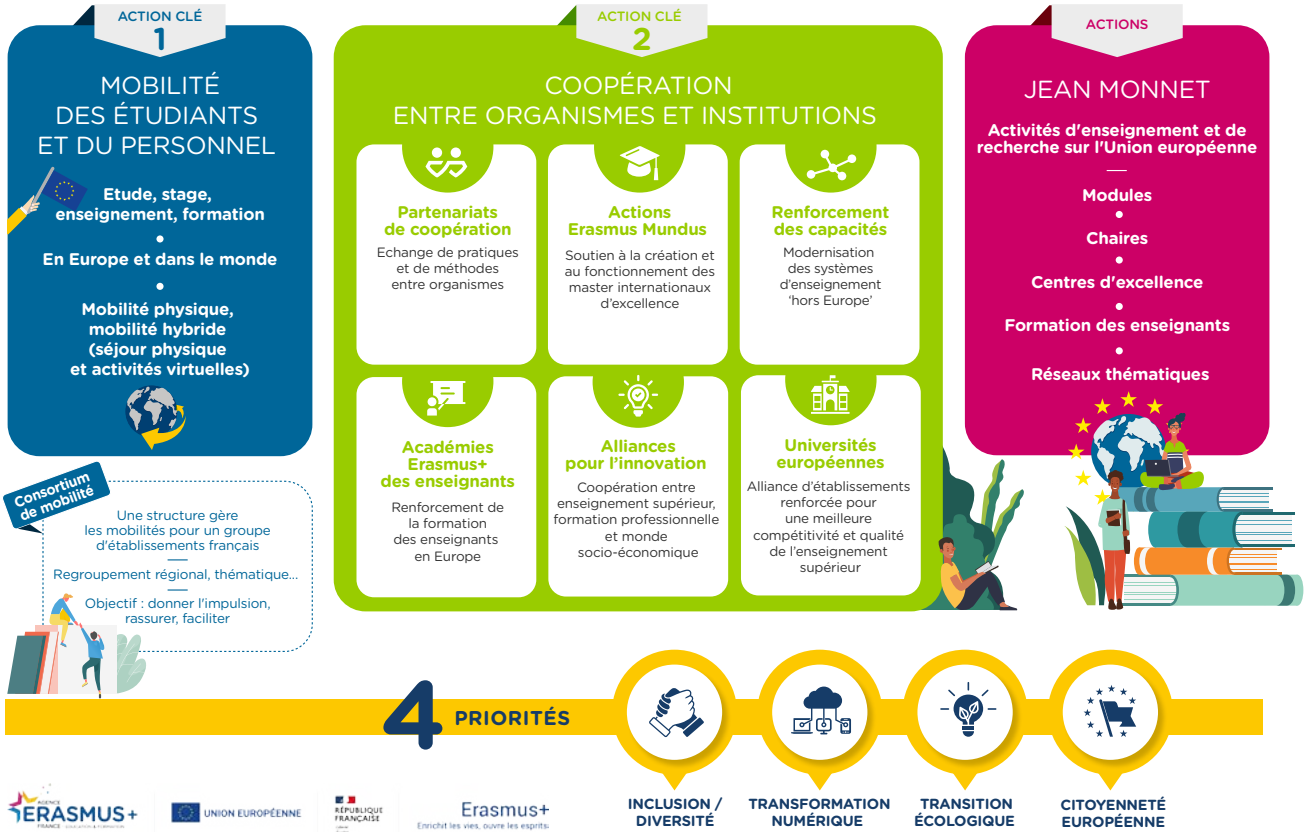 ACTION CLÉ
1
MOBILITÉ
DES ÉTUDIANTS
ET DU PERSONNEL
Etude, stage,
enseignement, formation
En Europe et dans le monde
Mobilité physique,
mobilité hybride
(séjour physique
et activités virtuelles)
Consortium
de mobilité
Une structure gère
les mobilités pour un groupe
d'établissements français
Regroupement régional, thématique...
Objectif : donner l'impulsion,
rassurer, faciliter
ACTION CLÉ
2
COOPÉRATION
ENTRE ORGANISMES ET INSTITUTIONS
Partenariats
de coopération
Echange de pratiques
et de méthodes
entre organismes
Actions
Erasmus Mundus
Soutien à la création et
au fonctionnement des
master internationaux
d’excellence
Renforcement
des capacités
Modernisation
des systèmes
d’enseignement
‘hors Europe’
Académies
Erasmus+
des enseignants
Renforcement de
la formation
des enseignants
en Europe
Alliances
pour l’innovation
Coopération entre
enseignement supérieur,
formation professionnelle
et monde
socio-économique
Universités
européennes
Alliance d’établissements
renforcée pour
une meilleure
compétitivité et qualité
de l’enseignement
supérieur
ACTIONS
JEAN MONNET
Activités d'enseignement et de
recherche sur l'Union européenne
Modules
Chaires
Centres d'excellence
Formation des enseignants
Réseaux thématiques
4 PRIORITÉS
INCLUSION /
DIVERSITÉ
TRANSFORMATION
NUMÉRIQUE
TRANSITION
ÉCOLOGIQUE
CITOYENNETÉ
EUROPÉENNE
AGENCE
ERASMUS+
FRANCE
UNION EUROPÉENNE
RÉPUBLIQUE
FRANÇAISE
Erasmus+
Enrichit les vies, ouvre les esprits.